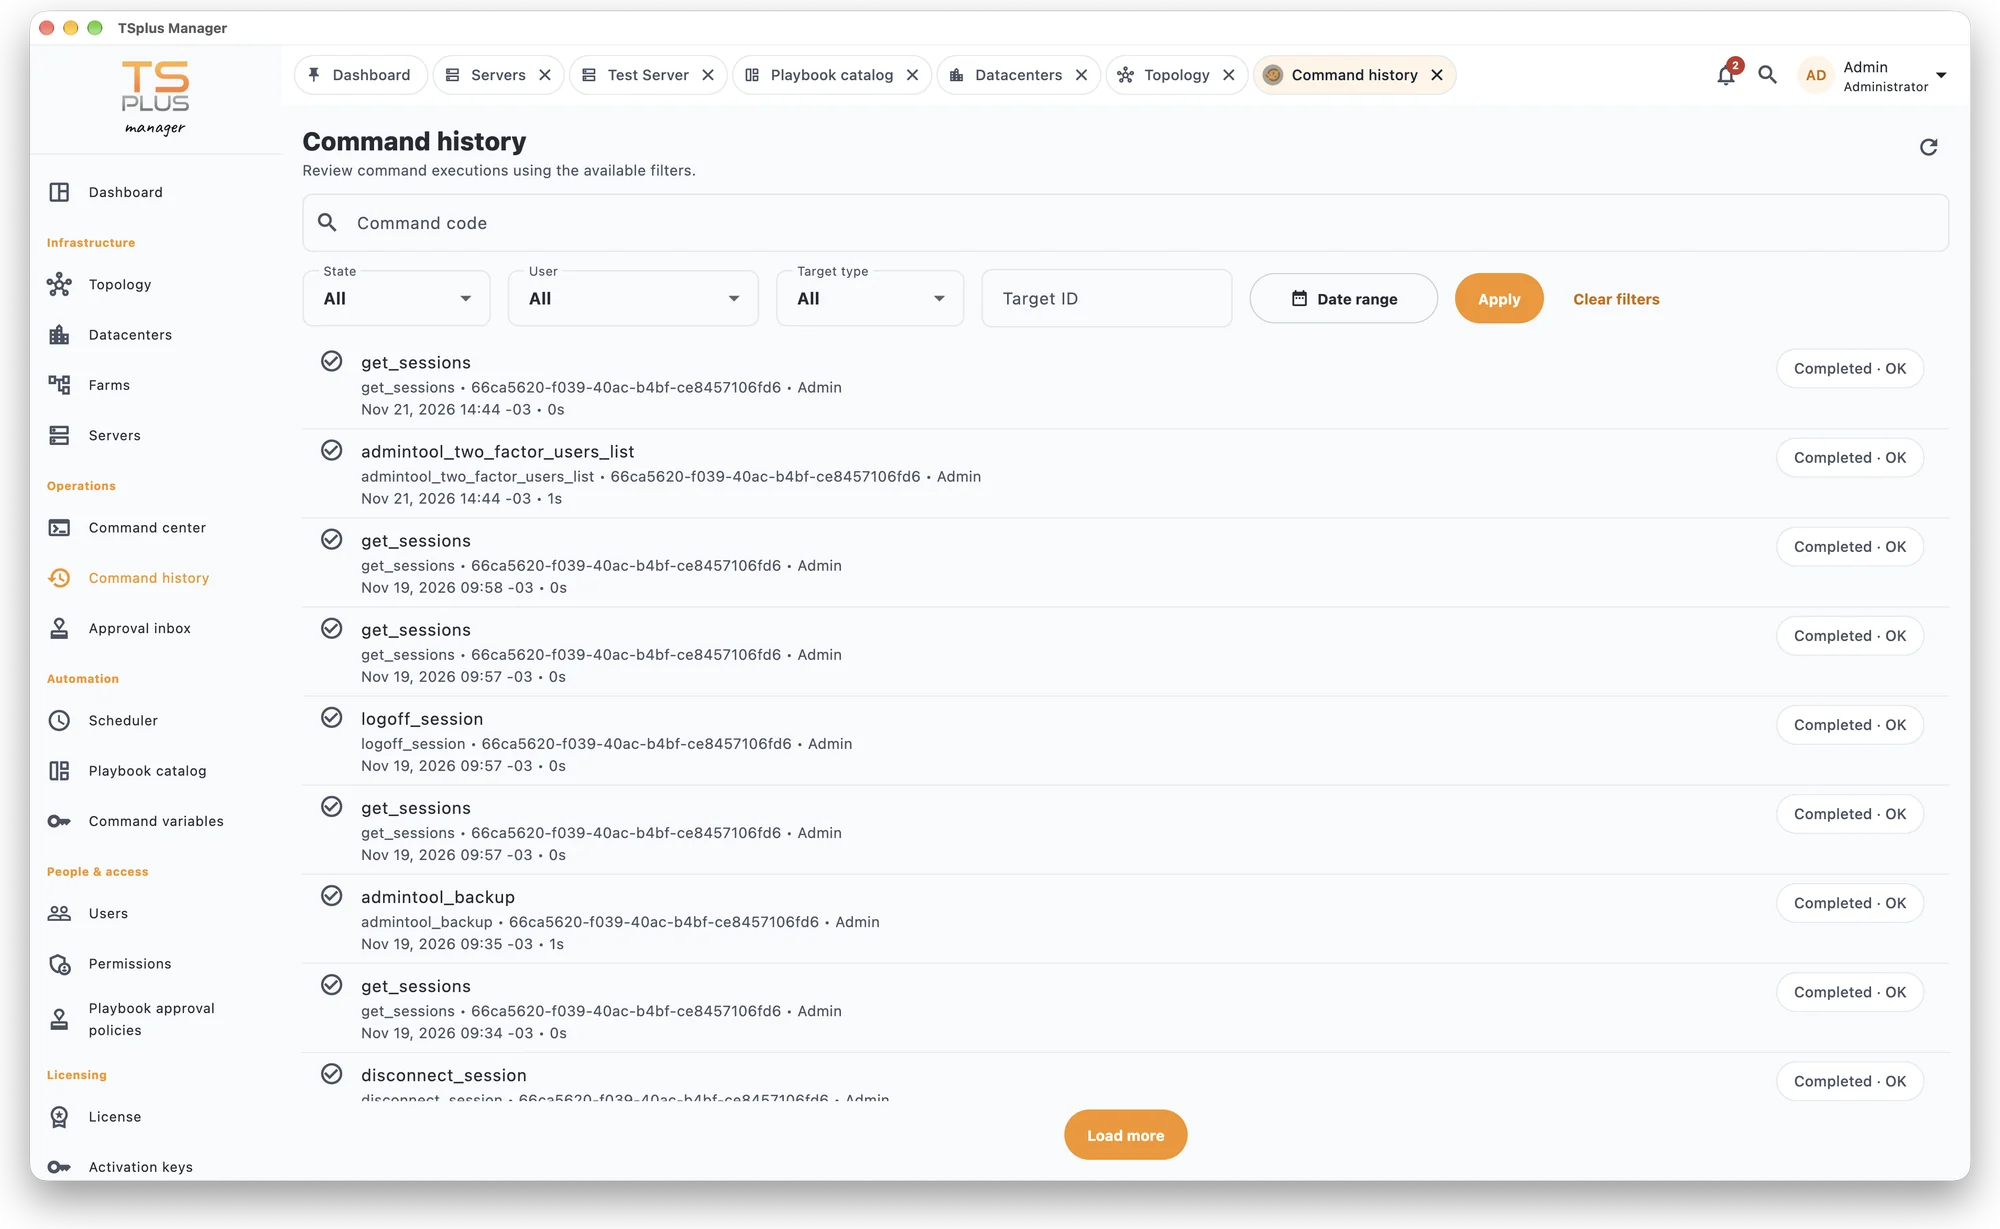 TSplus Manager
TS
PLUS
manager
Dashboard
Servers
Test Server
Playbook catalog
Datacenters
Topology
Command history
2
AD
Admin
Administrator
Dashboard
Infrastructure
Topology
Datacenters
Farms
Servers
Operations
Command center
Command history
Approval inbox
Automation
Scheduler
Playbook catalog
Command variables
People & access
Users
Permissions
Playbook approval
policies
Licensing
License
Activation keys
Command history
Review command executions using the available filters.
Command code
State
All
User
All
Target type
All
Target ID
Date range
Apply
Clear filters
get_sessions
get_sessions • 66ca5620-f039-40ac-b4bf-ce8457106fd6 • Admin
Nov 21, 2026 14:44 -03 • 0s
Completed · OK
admintool_two_factor_users_list
admintool_two_factor_users_list • 66ca5620-f039-40ac-b4bf-ce8457106fd6 • Admin
Nov 21, 2026 14:44 -03 • 1s
Completed · OK
get_sessions
get_sessions • 66ca5620-f039-40ac-b4bf-ce8457106fd6 • Admin
Nov 19, 2026 09:58 -03 • 0s
Completed · OK
get_sessions
get_sessions • 66ca5620-f039-40ac-b4bf-ce8457106fd6 • Admin
Nov 19, 2026 09:57 -03 • 0s
Completed · OK
logoff_session
logoff_session • 66ca5620-f039-40ac-b4bf-ce8457106fd6 • Admin
Nov 19, 2026 09:57 -03 • 0s
Completed · OK
get_sessions
get_sessions • 66ca5620-f039-40ac-b4bf-ce8457106fd6 • Admin
Nov 19, 2026 09:57 -03 • 0s
Completed · OK
admintool_backup
admintool_backup • 66ca5620-f039-40ac-b4bf-ce8457106fd6 • Admin
Nov 19, 2026 09:35 -03 • 1s
Completed · OK
get_sessions
get_sessions • 66ca5620-f039-40ac-b4bf-ce8457106fd6 • Admin
Nov 19, 2026 09:34 -03 • 0s
Completed · OK
disconnect_session
disconnect_session • 66ca5620-f039-40ac-b4bf-ce8457106fd6 • Admin
Completed · OK
Load more